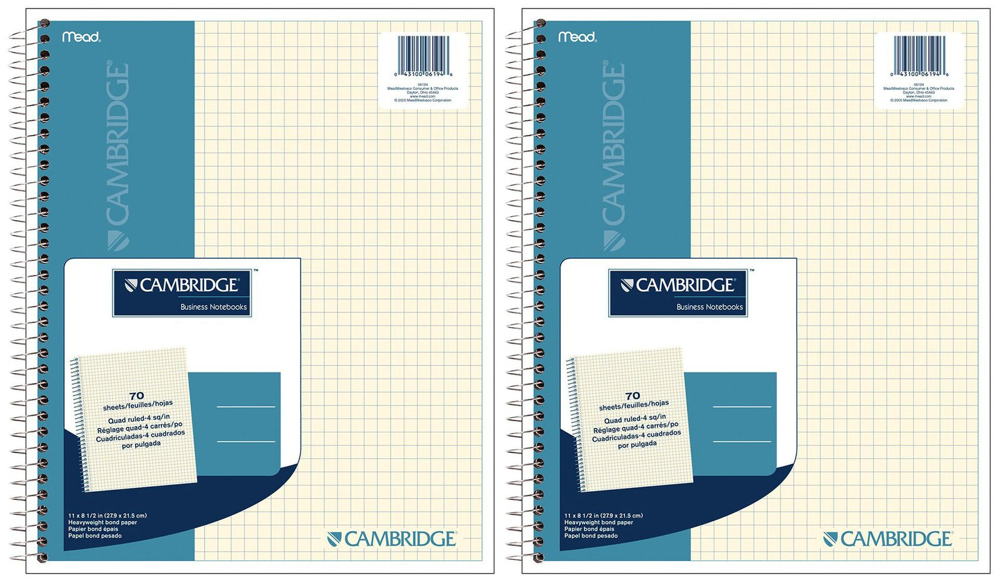 Mead®
CAMBRIDGE®
0 43100 06194 6
06194
MeadWestvaco Consumer & Office Products
Dayton, Ohio 45463
www.mead.com
© 2005 MeadWestvaco Corporation
CAMBRIDGE® ™
Business Notebooks
70
sheets/feuilles/hojas
Quad ruled-4 sq/in
Réglage quad-4 carrés/po
Cuadriculadas-4 cuadrados
por pulgada
11 x 8 1/2 in (27.9 x 21.5 cm)
Heavyweight bond paper
Papier bond épais
Papel bond pesado
CAMBRIDGE®
Mead®
CAMBRIDGE®
0 43100 06194 6
06194
MeadWestvaco Consumer & Office Products
Dayton, Ohio 45463
www.mead.com
© 2005 MeadWestvaco Corporation
CAMBRIDGE® ™
Business Notebooks
70
sheets/feuilles/hojas
Quad ruled-4 sq/in
Réglage quad-4 carrés/po
Cuadriculadas-4 cuadrados
por pulgada
11 x 8 1/2 in (27.9 x 21.5 cm)
Heavyweight bond paper
Papier bond épais
Papel bond pesado
CAMBRIDGE®